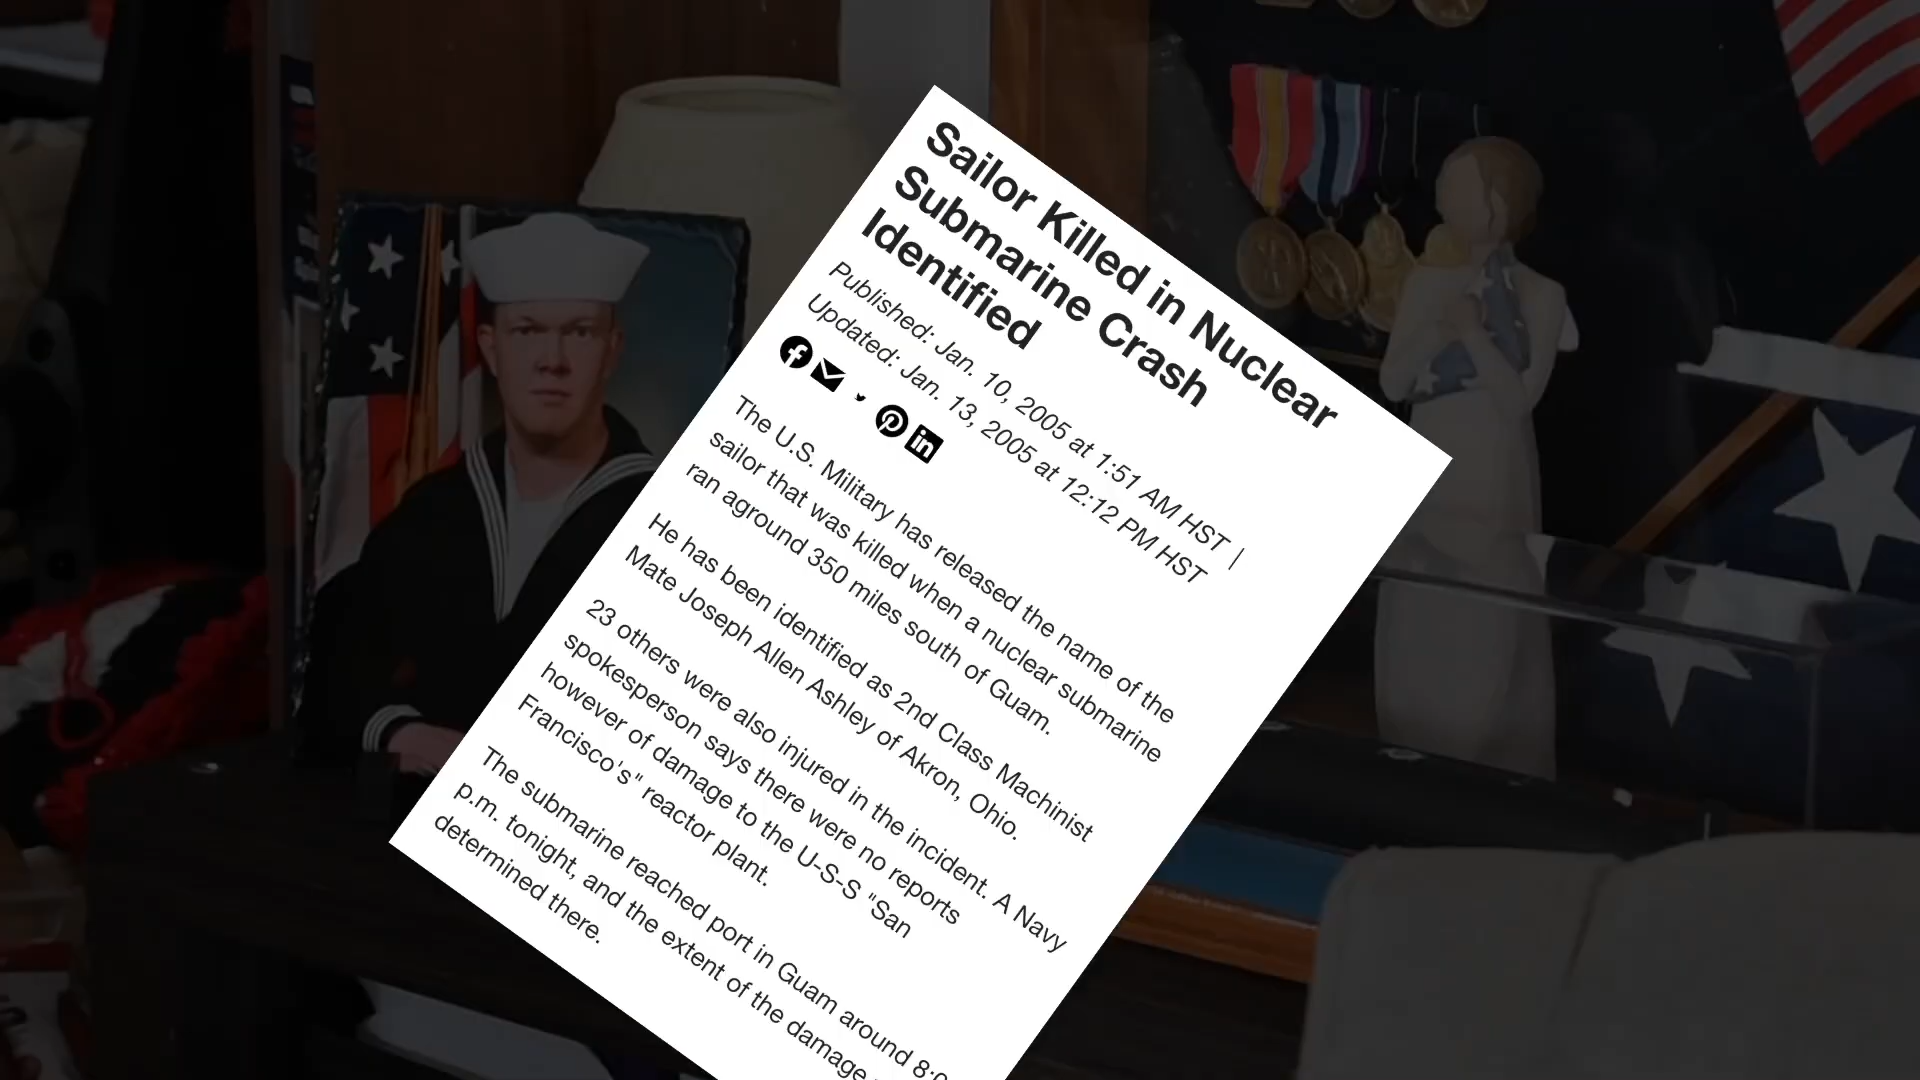 Sailor Killed in Nuclear
Submarine Crash
Identified
Published: Jan. 10, 2005 at 1:51 AM HST |
Updated: Jan. 13, 2005 at 12:12 PM HST
The U.S. Military has released the name of the
sailor that was killed when a nuclear submarine
ran aground 350 miles south of Guam.
He has been identified as 2nd Class Machinist
Mate Joseph Allen Ashley of Akron, Ohio.
23 others were also injured in the incident. A Navy
spokesperson says there were no reports
however of damage to the U-S-S "San
Francisco's" reactor plant.
The submarine reached port in Guam around
p.m. tonight, and the extent of the damage
determined there.